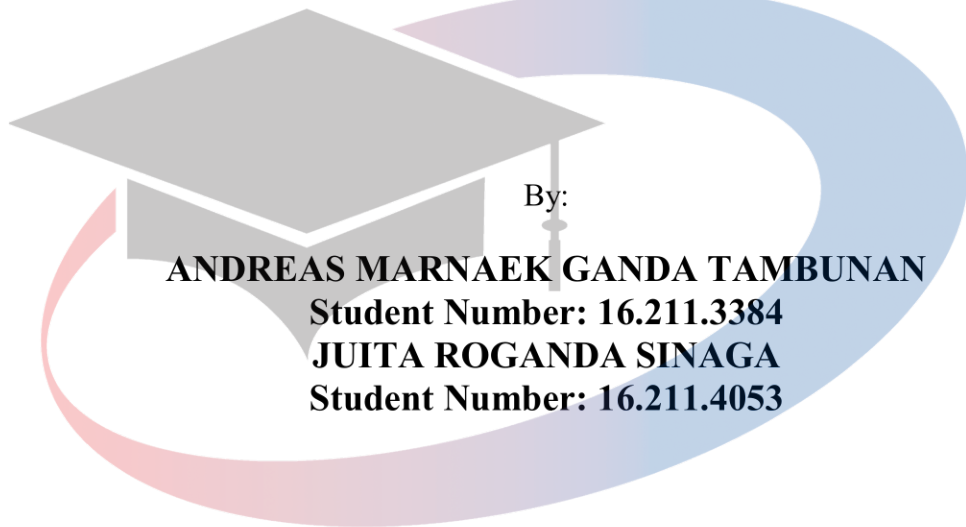 By:
ANDREAS MARNAEK GANDA TAMBUNAN
Student Number: 16.211.3384
JUITA ROGANDA SINAGA
Student Number: 16.211.4053